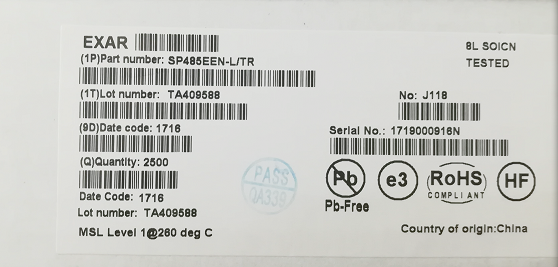 EXAR
8L SOICN
(1P)Part number: SP485EEN-L/TR
TESTED
(1T)Lot number: TA409588
No: J118
(9D)Date code: 1716
Serial No.: 1719000916N
(Q)Quantity: 2500
PASS
QA339
Pb
e3
RoHS
COMPLIANT
HF
Pb-Free
Date Code: 1716
Lot number: TA409588
MSL Level 1@260 deg C
Country of origin:China